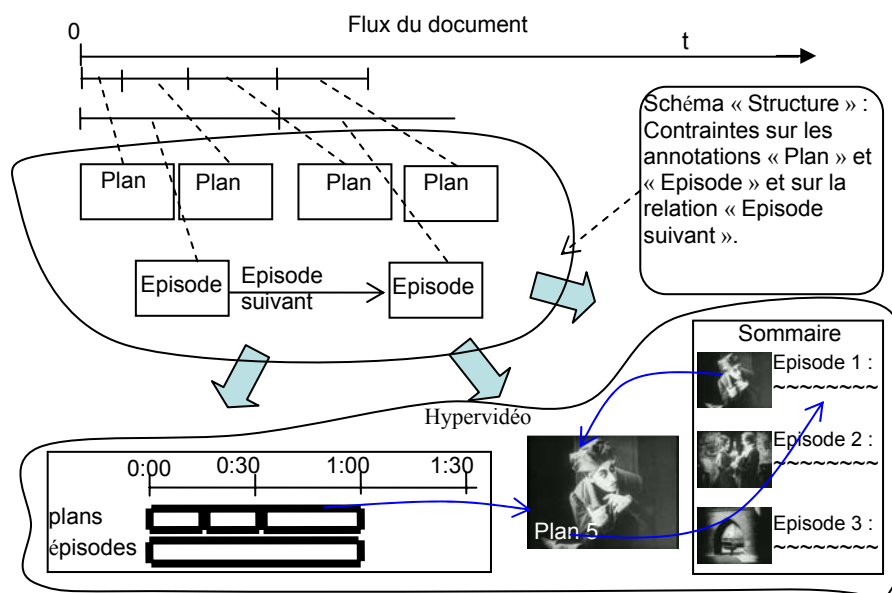 Flux du document
0
t
Schéma « Structure » :
Contraintes sur les
annotations « Plan » et
« Episode » et sur la
relation « Episode
suivant ».
Plan
Plan
Plan
Plan
Episode
Episode
suivant
Episode
Hypervidéo
Sommaire
Episode 1 :
~~~~~~~~
Episode 2 :
~~~~~~~~
Episode 3 :
~~~~~~~~
0:00 0:30 1:00 1:30
plans
épisodes
Plan 5